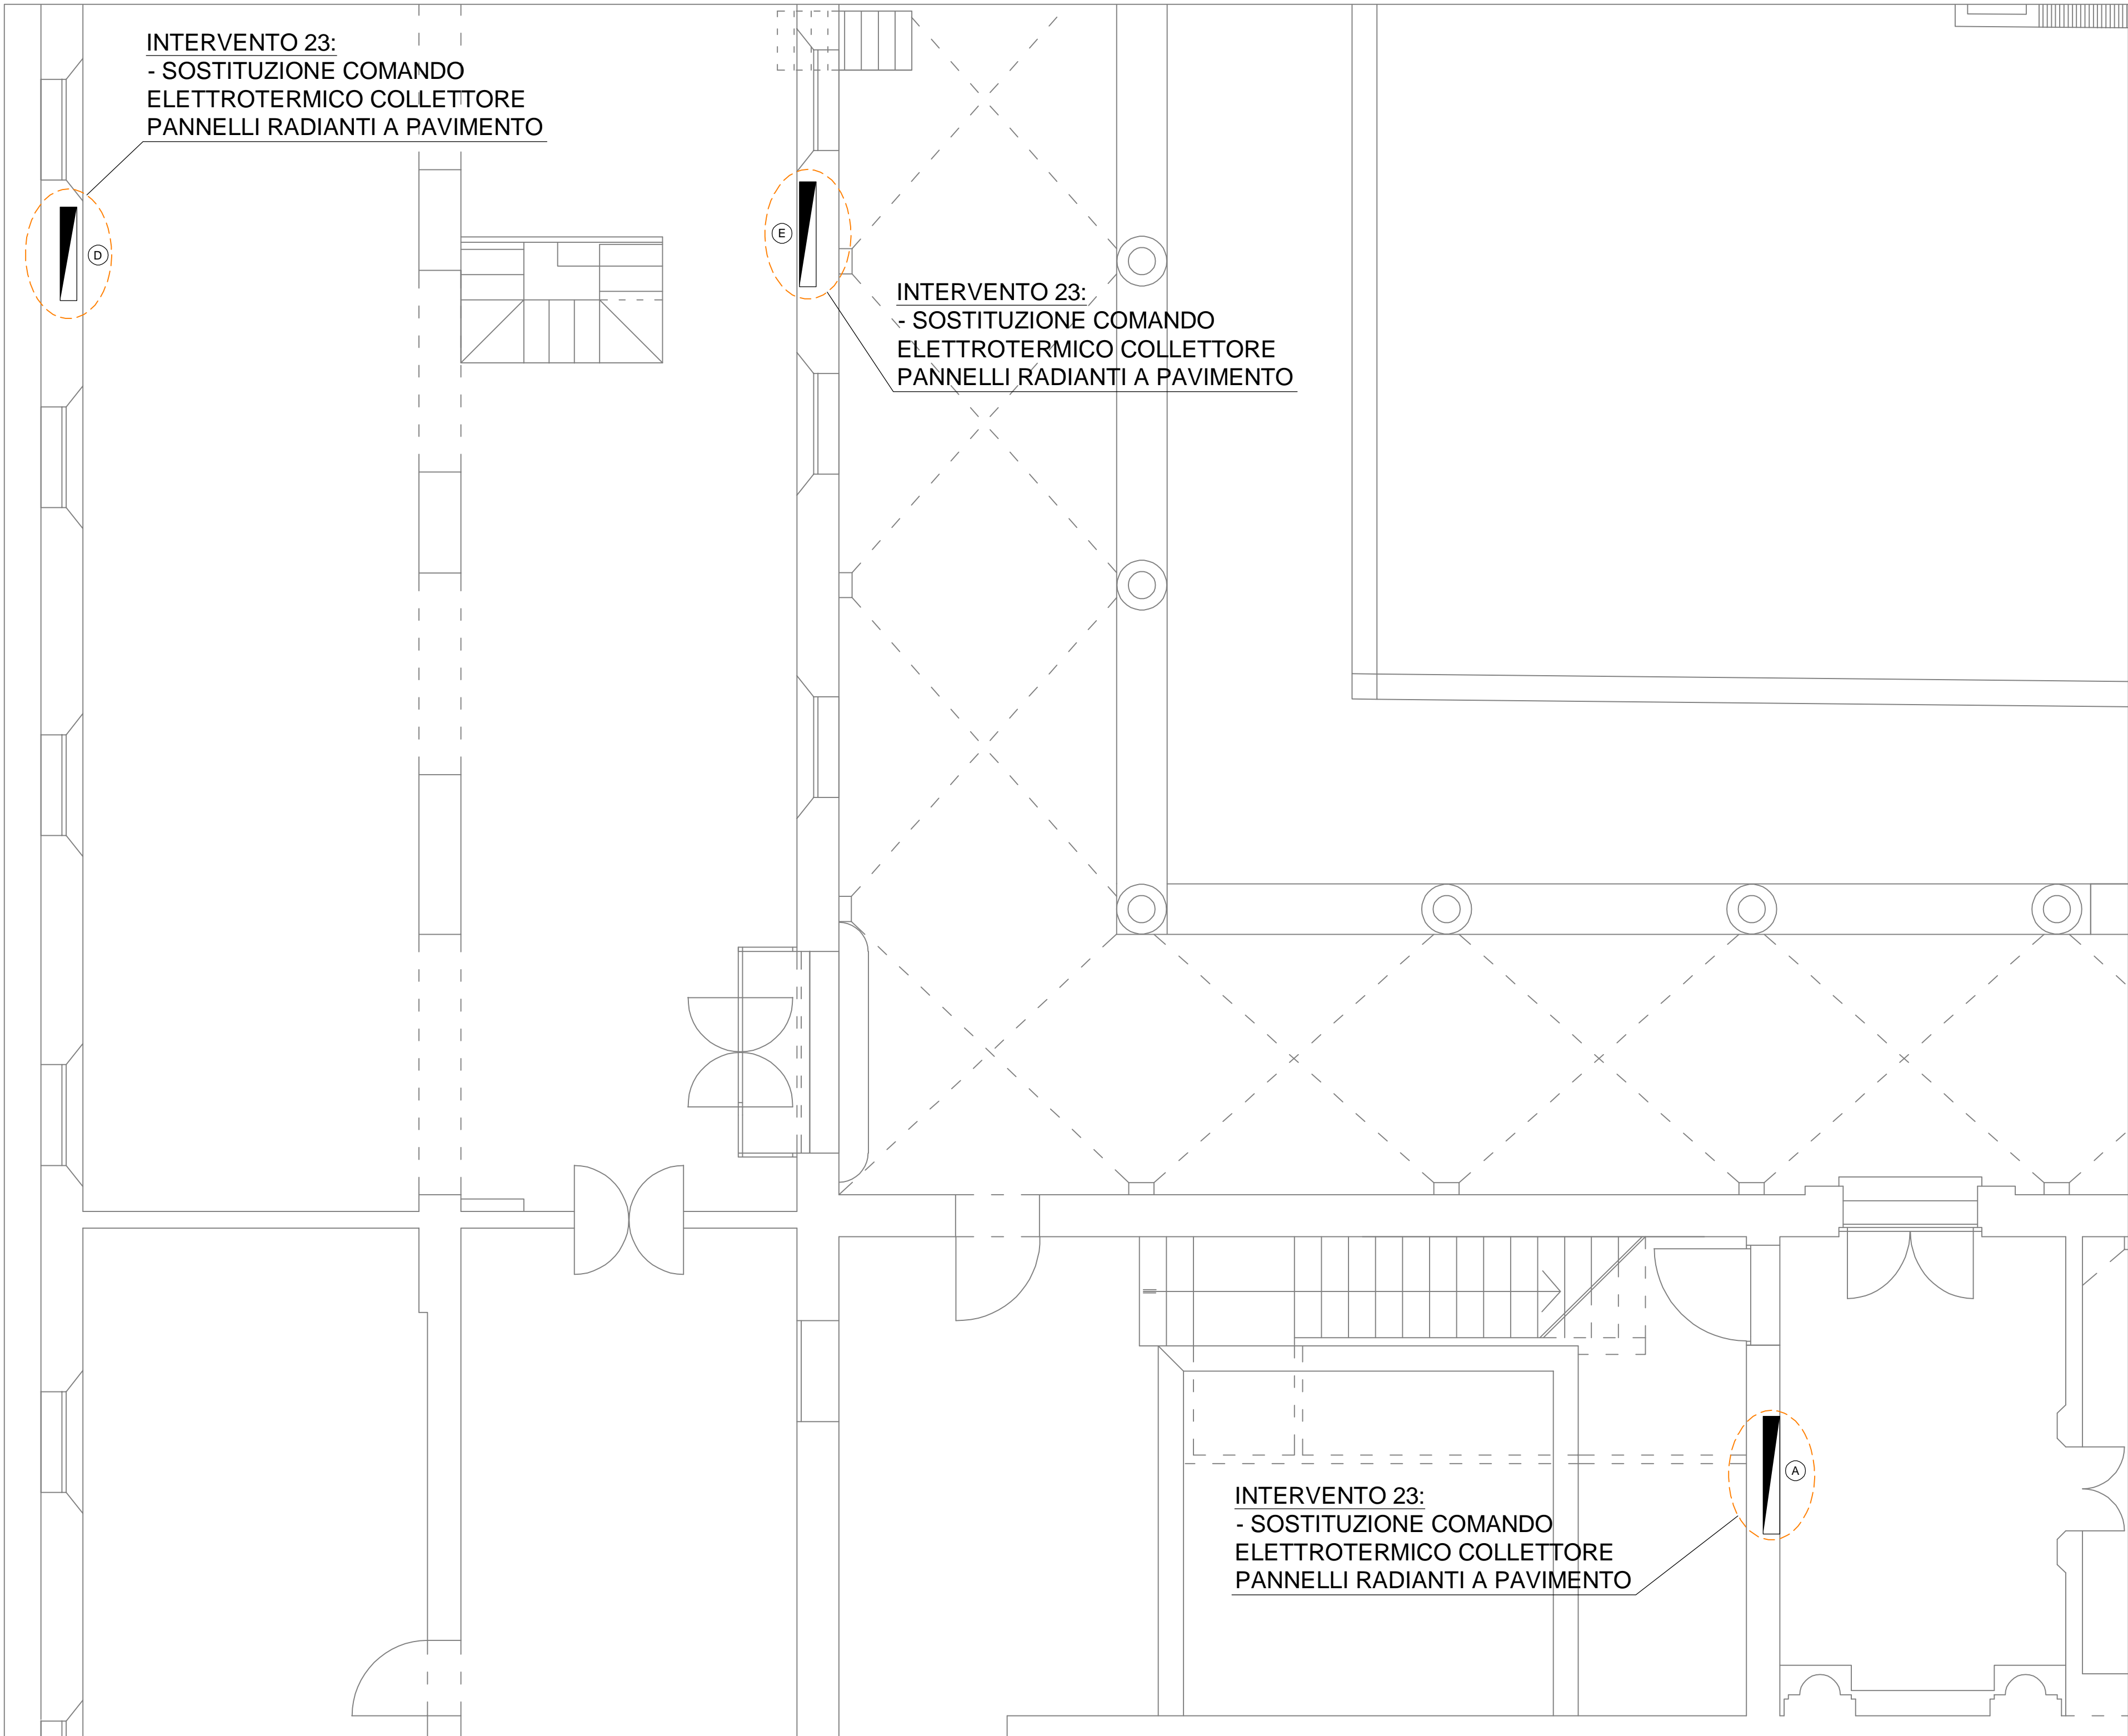 INTERVENTO 23:
- SOSTITUZIONE COMANDO
ELETTROTERMICO COLLETTORE
PANNELLI RADIANTI A PAVIMENTO
D
E
INTERVENTO 23:
- SOSTITUZIONE COMANDO
ELETTROTERMICO COLLETTORE
PANNELLI RADIANTI A PAVIMENTO
A
INTERVENTO 23:
- SOSTITUZIONE COMANDO
ELETTROTERMICO COLLETTORE
PANNELLI RADIANTI A PAVIMENTO